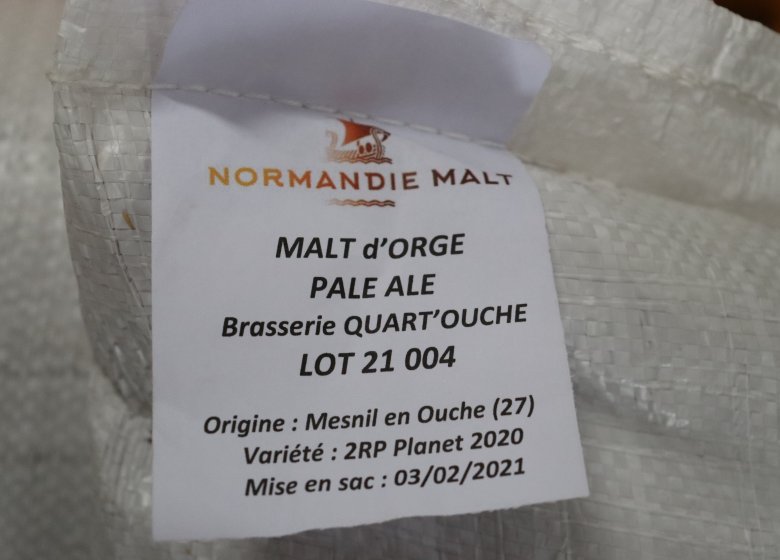 NORMANDIE MALT
MALT d'ORGE
PALE ALE
Brasserie QUART'OUCHE
LOT 21 004
Origine : Mesnil en Ouche (27)
Variété : 2RP Planet 2020
Mise en sac : 03/02/2021